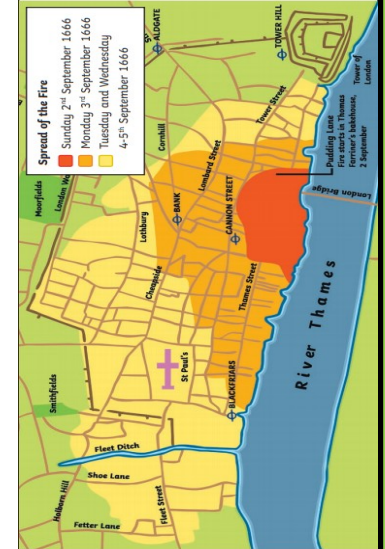 Spread of the Fire
Sunday 2nd September 1666
Monday 3rd September 1666
Tuesday and Wednesday
4-5th September 1666
ALDGATE
TOWER HILL
Tower of
London
Tower Street
Moorfields
London
Cornhill
Lombard Street
Pudding Lane
Fire starts in Thomas
Farriner's bakehouse,
2 September
London Bridge
BANK
Lothbury
CANNON STREET
Cheapside
Thames Street
River Thames
St Paul's
BLACKFRIARS
Smithfields
Fleet Ditch
Shoe Lane
Holborn Hill
Fleet Street
Fetter Lane